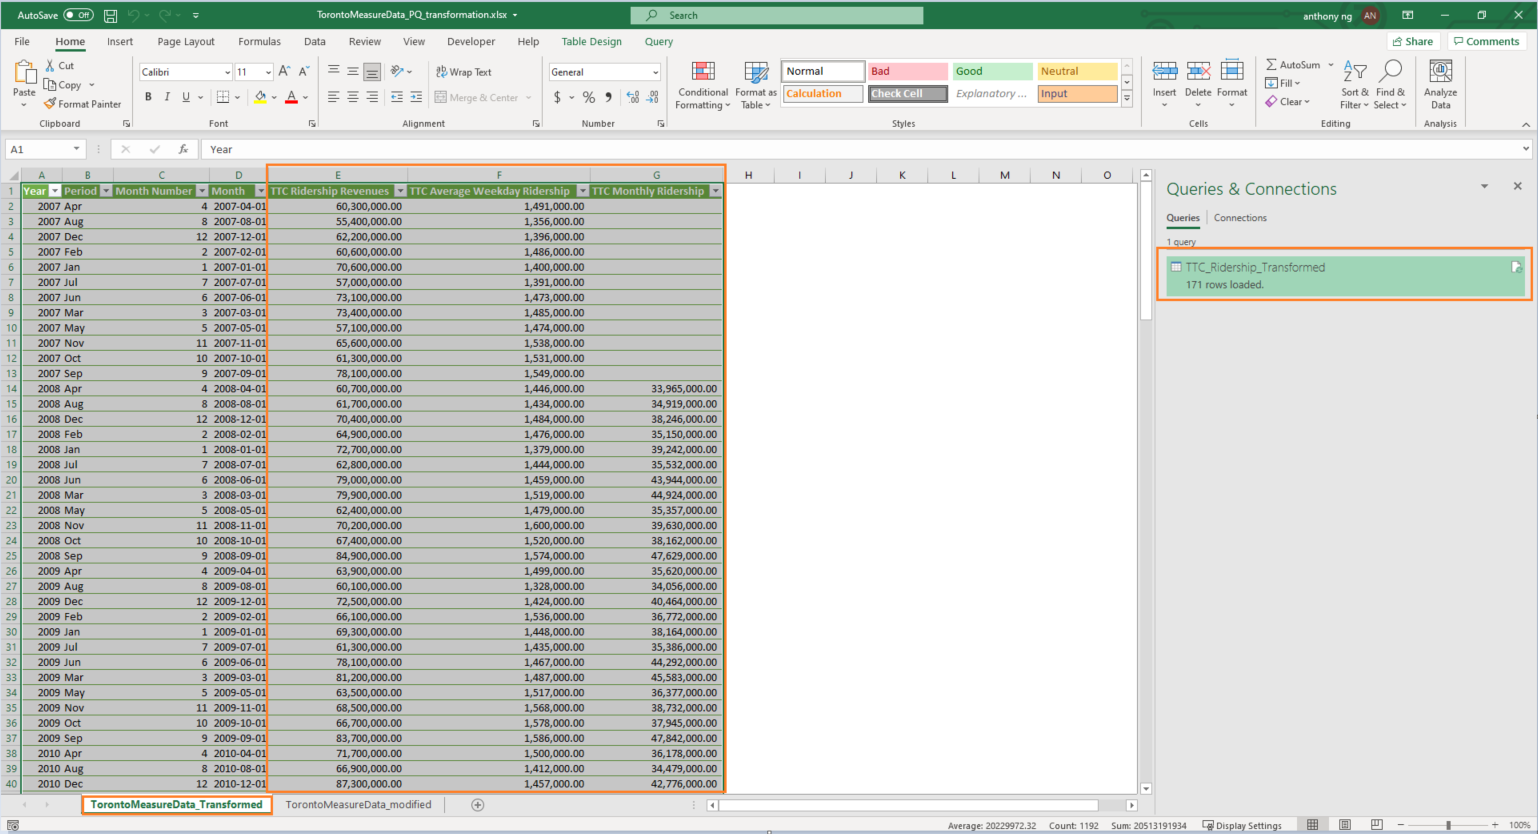 AutoSave Off TorontoMeasureData_PQ_transformation.xlsx Search anthony ng AN
File Home Insert Page Layout Formulas Data Review View Developer Help Table Design Query Share Comments
Paste Cut Copy Format Painter Clipboard
Calibri 11 B I U A A A Font
Wrap Text Merge & Center Alignment
General $ % , Number
Conditional Formatting Format as Table
Normal Bad Good Neutral
Calculation Check Cell Explanatory ... Input
Styles
Insert Delete Format Cells
AutoSum Fill Clear Sort & Filter Find & Select Editing
Analyze Data Analysis
A1 fx Year
A B C D E F G H I J K L M N O
1 Year Period Month Number Month TTC Ridership Revenues TTC Average Weekday Ridership TTC Monthly Ridership
2 2007 Apr 4 2007-04-01 60,300,000.00 1,491,000.00
3 2007 Aug 8 2007-08-01 55,400,000.00 1,356,000.00
4 2007 Dec 12 2007-12-01 62,200,000.00 1,396,000.00
5 2007 Feb 2 2007-02-01 60,600,000.00 1,486,000.00
6 2007 Jan 1 2007-01-01 70,600,000.00 1,400,000.00
7 2007 Jul 7 2007-07-01 57,000,000.00 1,391,000.00
8 2007 Jun 6 2007-06-01 73,100,000.00 1,473,000.00
9 2007 Mar 3 2007-03-01 73,400,000.00 1,485,000.00
10 2007 May 5 2007-05-01 57,100,000.00 1,474,000.00
11 2007 Nov 11 2007-11-01 65,600,000.00 1,538,000.00
12 2007 Oct 10 2007-10-01 61,300,000.00 1,531,000.00
13 2007 Sep 9 2007-09-01 78,100,000.00 1,549,000.00
14 2008 Apr 4 2008-04-01 60,700,000.00 1,446,000.00 33,965,000.00
15 2008 Aug 8 2008-08-01 61,700,000.00 1,434,000.00 34,919,000.00
16 2008 Dec 12 2008-12-01 70,400,000.00 1,484,000.00 38,246,000.00
17 2008 Feb 2 2008-02-01 64,900,000.00 1,476,000.00 35,150,000.00
18 2008 Jan 1 2008-01-01 72,700,000.00 1,379,000.00 39,242,000.00
19 2008 Jul 7 2008-07-01 62,800,000.00 1,444,000.00 35,532,000.00
20 2008 Jun 6 2008-06-01 79,000,000.00 1,459,000.00 43,944,000.00
21 2008 Mar 3 2008-03-01 79,900,000.00 1,519,000.00 44,924,000.00
22 2008 May 5 2008-05-01 62,400,000.00 1,479,000.00 35,357,000.00
23 2008 Nov 11 2008-11-01 70,200,000.00 1,600,000.00 39,630,000.00
24 2008 Oct 10 2008-10-01 67,400,000.00 1,520,000.00 38,162,000.00
25 2008 Sep 9 2008-09-01 84,900,000.00 1,574,000.00 47,629,000.00
26 2009 Apr 4 2009-04-01 63,900,000.00 1,499,000.00 35,620,000.00
27 2009 Aug 8 2009-08-01 60,100,000.00 1,328,000.00 34,056,000.00
28 2009 Dec 12 2009-12-01 72,500,000.00 1,424,000.00 40,464,000.00
29 2009 Feb 2 2009-02-01 66,100,000.00 1,536,000.00 36,772,000.00
30 2009 Jan 1 2009-01-01 69,300,000.00 1,448,000.00 38,164,000.00
31 2009 Jul 7 2009-07-01 61,300,000.00 1,435,000.00 35,386,000.00
32 2009 Jun 6 2009-06-01 78,100,000.00 1,467,000.00 44,292,000.00
33 2009 Mar 3 2009-03-01 81,200,000.00 1,487,000.00 45,583,000.00
34 2009 May 5 2009-05-01 63,500,000.00 1,517,000.00 36,377,000.00
35 2009 Nov 11 2009-11-01 68,500,000.00 1,568,000.00 38,732,000.00
36 2009 Oct 10 2009-10-01 66,700,000.00 1,578,000.00 37,945,000.00
37 2009 Sep 9 2009-09-01 83,700,000.00 1,586,000.00 47,842,000.00
38 2010 Apr 4 2010-04-01 71,700,000.00 1,500,000.00 36,178,000.00
39 2010 Aug 8 2010-08-01 66,900,000.00 1,412,000.00 34,479,000.00
40 2010 Dec 12 2010-12-01 87,300,000.00 1,457,000.00 42,776,000.00
Queries & Connections
Queries Connections
1 query
TTC_Ridership_Transformed
171 rows loaded.
TorontoMeasureData_Transformed TorontoMeasureData_modified
Average: 20229972.32 Count: 1192 Sum: 20513191934 Display Settings 100%